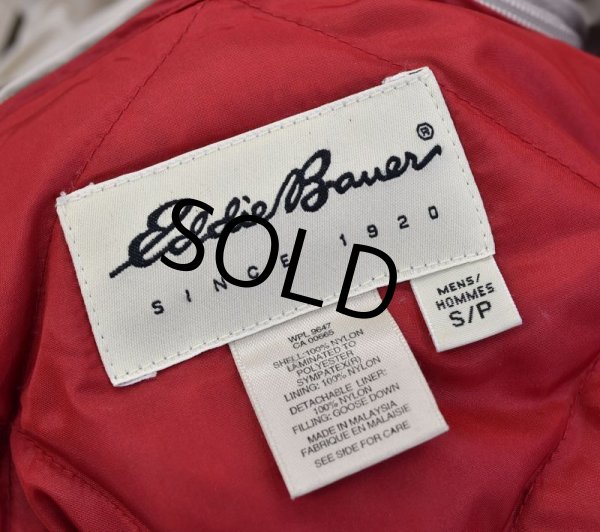 Eddie Bauer®
SINCE 1920
SOLD
MENS/
HOMMES
S/P
WPL 9647
CA 00665
SHELL:100% NYLON
LAMINATED TO
POLYESTER
SYMPATEX(R)
LINING: 100% NYLON
DETACHABLE LINER:
100% NYLON
FILLING: GOOSE DOWN
MADE IN MALAYSIA
FABRIQUE EN MALAISIE
SEE SIDE FOR CARE